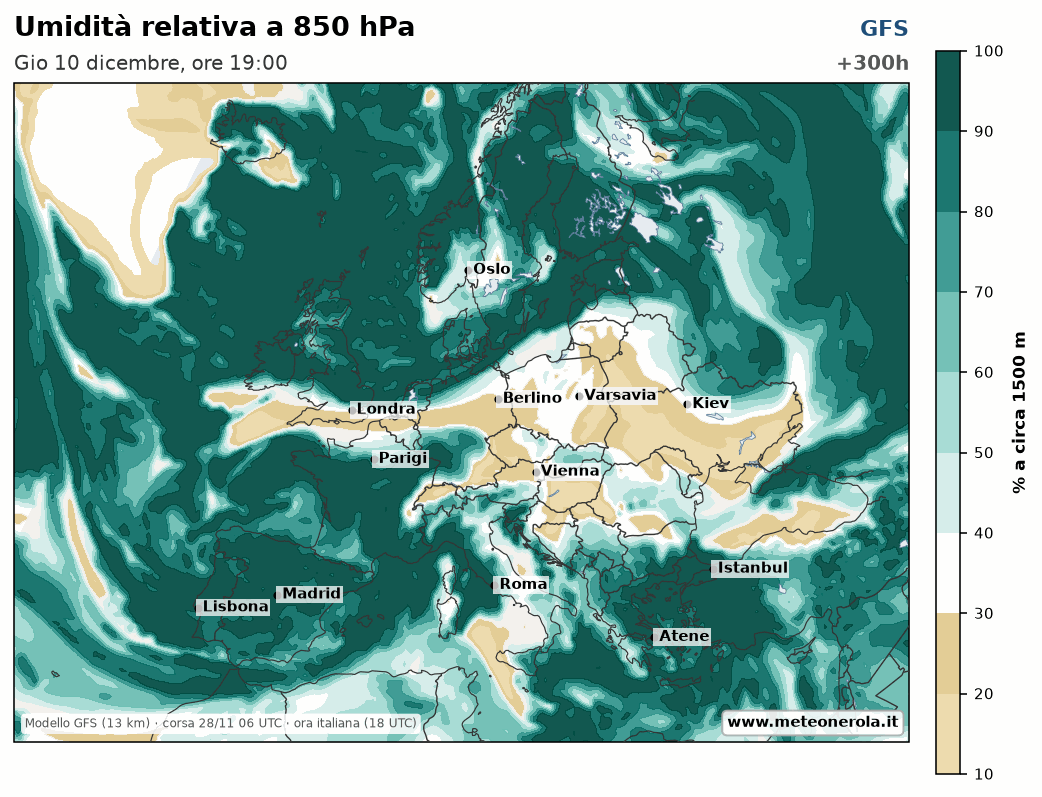 Umidità relativa a 850 hPa
GFS
Gio 10 dicembre, ore 19:00
+300h
100
90
80
70
60
50
40
30
20
10
% a circa 1500 m
Oslo
Berlino
Varsavia
Kiev
Londra
Parigi
Vienna
Istanbul
Roma
Madrid
Lisbona
Atene
Modello GFS (13 km) · corsa 28/11 06 UTC · ora italiana (18 UTC)
www.meteonerola.it